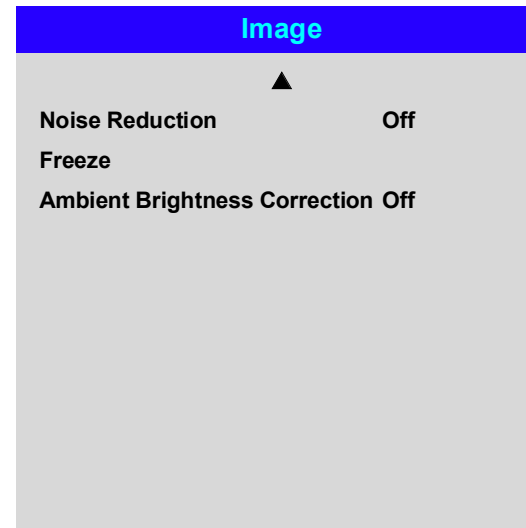 Image
Noise Reduction Off
Freeze
Ambient Brightness Correction Off